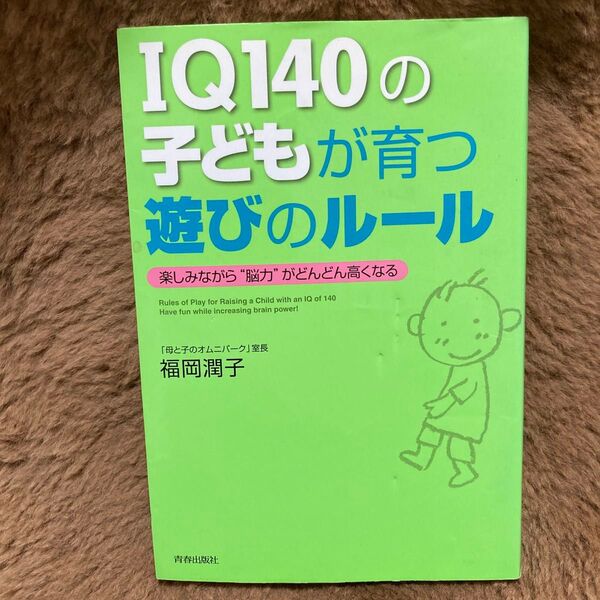 IQ140の
子どもが育つ
遊びのルール
楽しみながら“脳力”がどんどん高くなる
Rules of Play for Raising a Child with an IQ of 140
Have fun while increasing brain power!
「母と子のオムニパーク」室長
福岡潤子
青春出版社